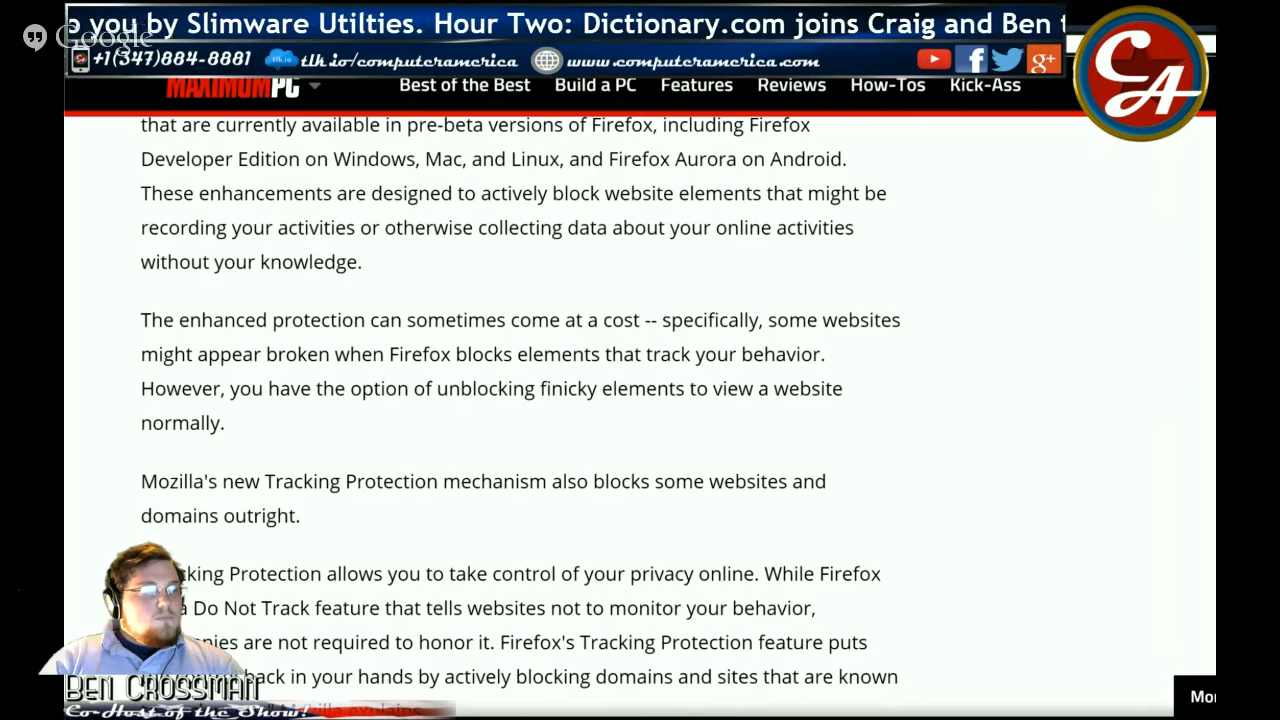 o you by Slimware Utilties. Hour Two: Dictionary.com joins Craig and Ben t
Google
+1(347)884-8881 tlk.io tlk.io/computeramerica www.computeramerica.com
CA
MAXIMUMPC Best of the Best Build a PC Features Reviews How-Tos Kick-Ass
that are currently available in pre-beta versions of Firefox, including Firefox
Developer Edition on Windows, Mac, and Linux, and Firefox Aurora on Android.
These enhancements are designed to actively block website elements that might be
recording your activities or otherwise collecting data about your online activities
without your knowledge.
The enhanced protection can sometimes come at a cost -- specifically, some websites
might appear broken when Firefox blocks elements that track your behavior.
However, you have the option of unblocking finicky elements to view a website
normally.
Mozilla's new Tracking Protection mechanism also blocks some websites and
domains outright.
cking Protection allows you to take control of your privacy online. While Firefox
a Do Not Track feature that tells websites not to monitor your behavior,
nies are not required to honor it. Firefox's Tracking Protection feature puts
back in your hands by actively blocking domains and sites that are known
BEN CROSSMAN
Mor
Co-Host of the Show!
explains